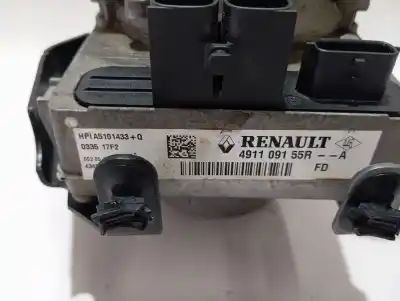 HPI A5101433+0
0335 17F2
RENAULT
4911 091 55R --A
FD